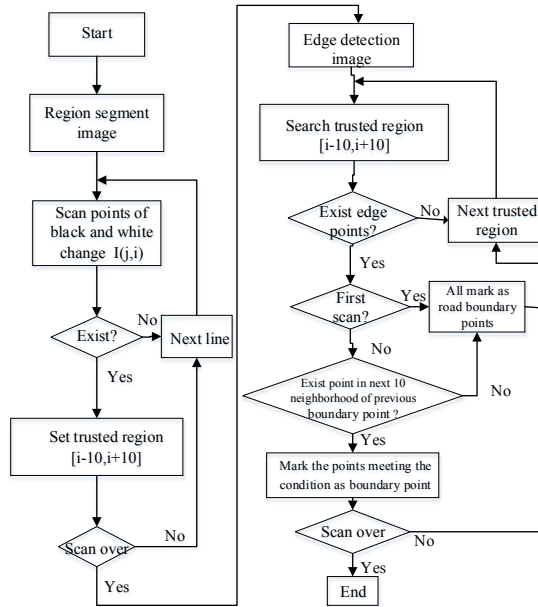 Start
Region segment
image
Scan points of
black and white
change I(j,i)
Exist?
No
Next line
Yes
Set trusted region
[i-10,i+10]
Scan over
No
Yes
Edge detection
image
Search trusted region
[i-10,i+10]
Exist edge
points?
No
Next trusted
region
Yes
First
scan?
Yes
All mark as
road boundary
points
No
Exist point in next 10
neighborhood of previous
boundary point ?
No
Yes
Mark the points meeting the
condition as boundary point
Scan over
No
Yes
End